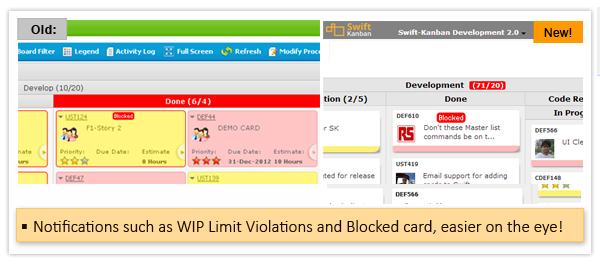 Old:
Board Filter Legend Activity Log Full Screen Refresh Modify Proce
Develop (10/20)
Done (6/4)
UST124 Blocked
F1-Story 2
Priority: Due Date: Estimate
8 Hours
DEF44
DEMO CARD
Priority: Due Date: Estimate
31-Dec-2012 10 Hours
DEF47
UST139
Swift
Kanban
Swift-Kanban Development 2.0
New!
Development (71/20)
tion (2/5) Done Code Re
In Prog
or SK
DEF610 Blocked
RS
Don't these Master list
commands be on t...
DEF566
UI Cle
UST419
Email support for adding
ted for release
CDEF148
DEF566
▪ Notifications such as WIP Limit Violations and Blocked card, easier on the eye!